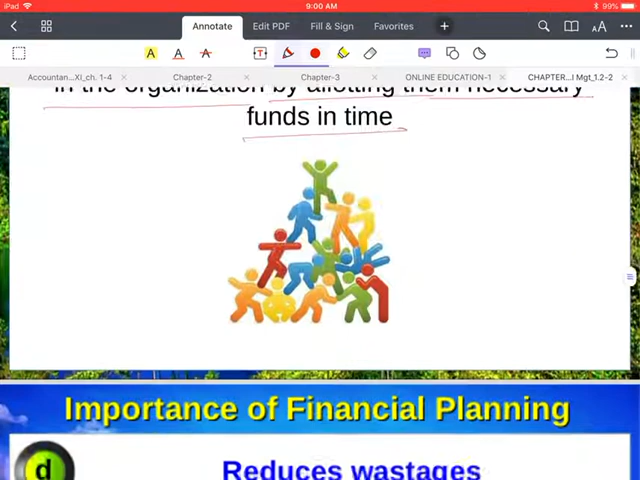 iPad
9:00 AM
99%
Annotate
Edit PDF
Fill & Sign
Favorites
A A A T
AA
Accountan...XI_ch. 1-4
Chapter-2
Chapter-3
ONLINE EDUCATION-1
CHAPTER...l Mgt_1.2-2
in the organization by allotting them necessary
funds in time
Importance of Financial Planning
d
Reduces wastages